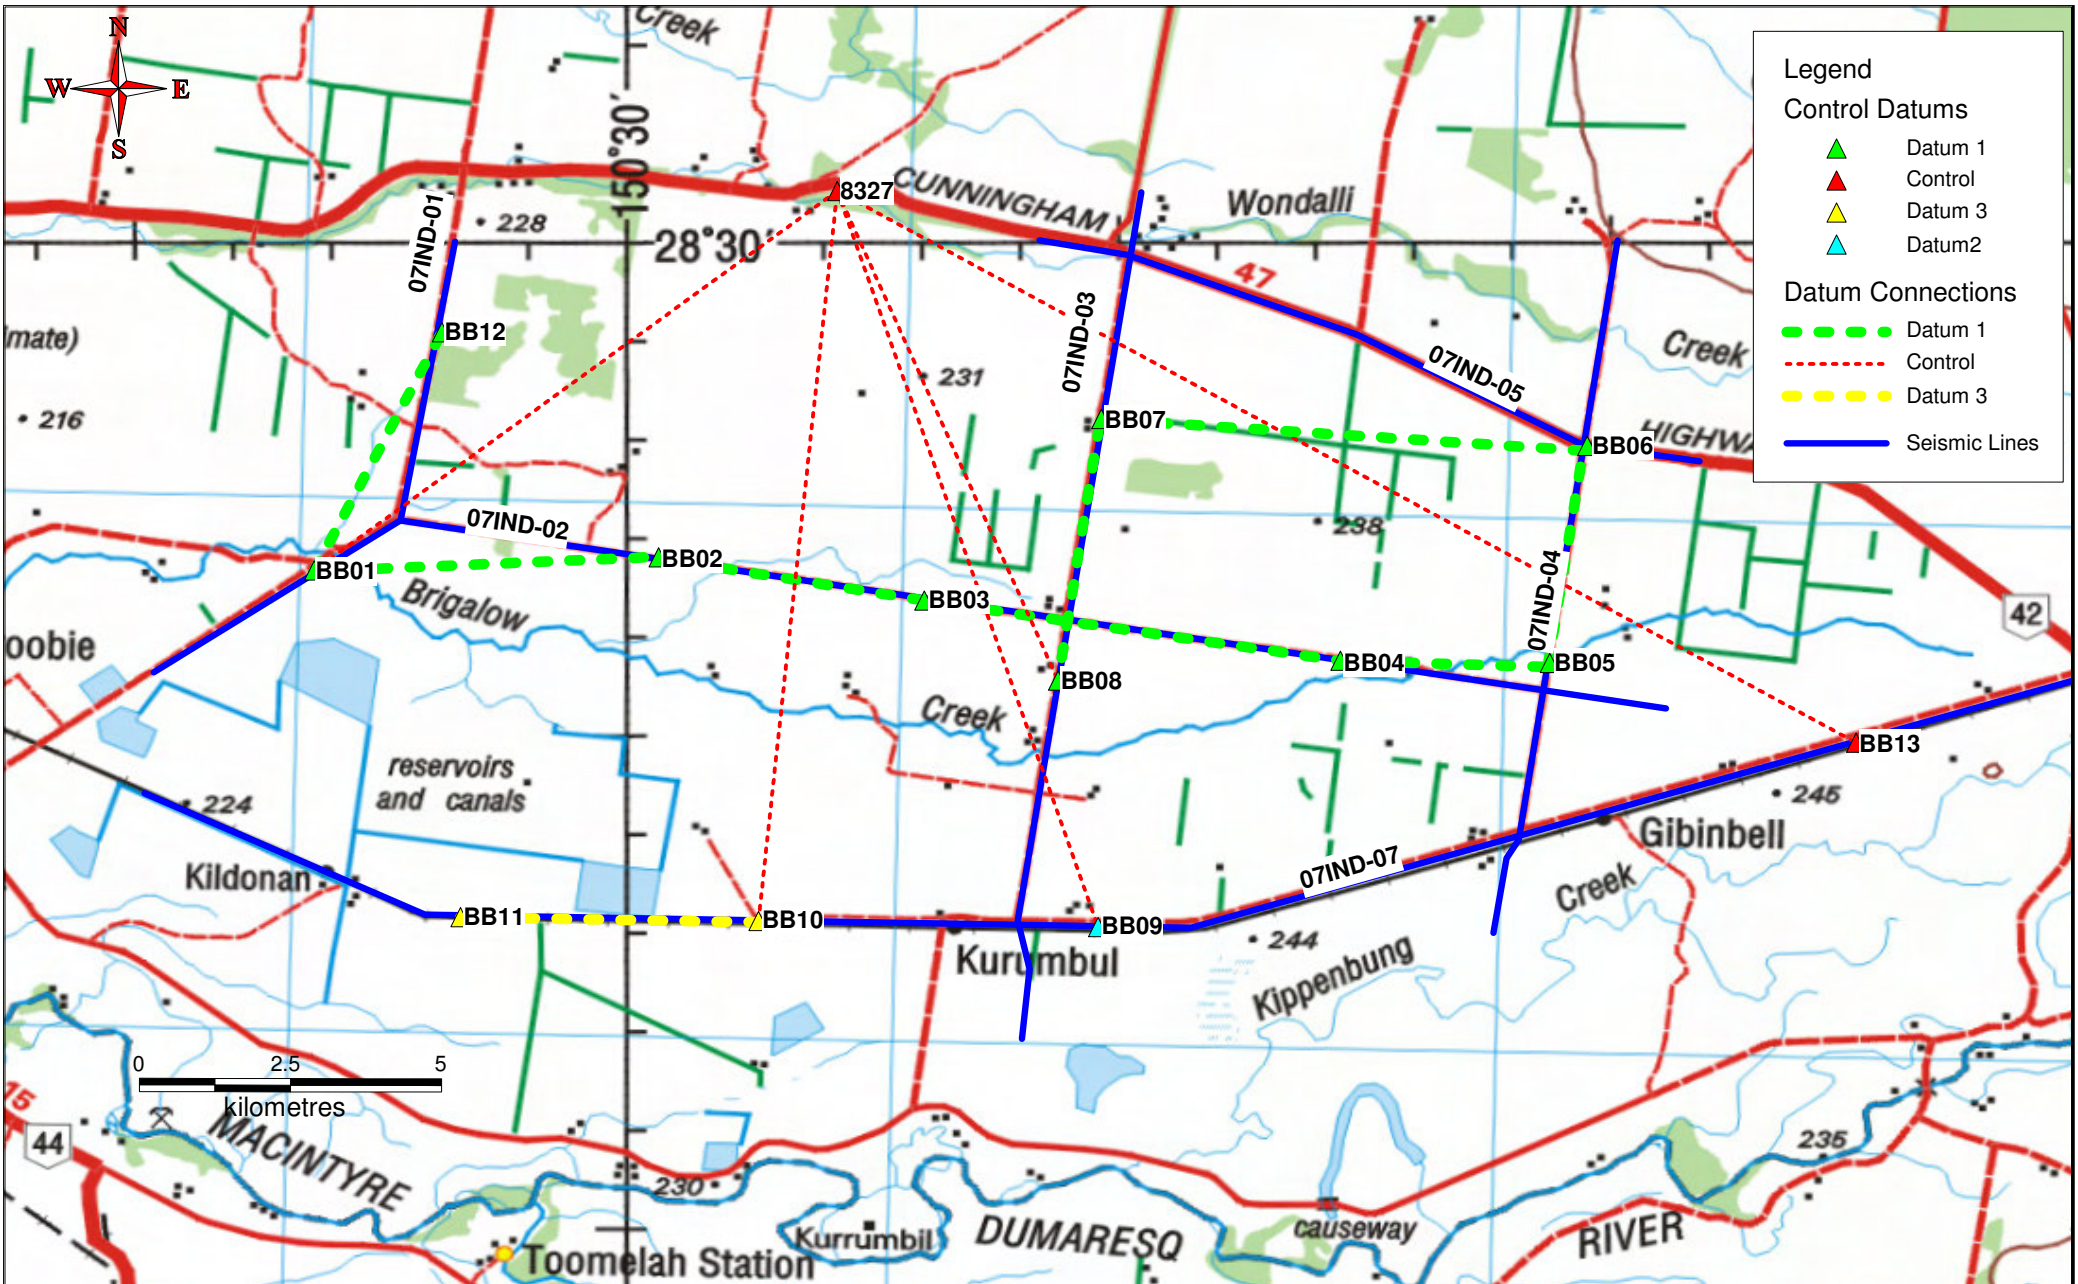 N
W E
S
Creek
150°30′
07IND-01
228
8327
CUNNINGHAM
Wondalli
28°30′
47
BB12
07IND-03
mate)
Creek
231
07IND-05
216
BB07
HIGHWA
BB06
07IND-02
238
BB02
BB01
07IND-04
Brigalow
BB03
42
oobie
BB04
BB05
BB08
Creek
BB13
reservoirs
and canals
224
245
Gibinbell
07IND-07
Kildonan
Creek
BB11
BB10
BB09
244
Kurumbul
Kippenbung
0 2.5 5
kilometres
15
44
MACINTYRE
230
235
DUMARESQ
causeway
RIVER
Kurrumbil
Toomelah Station
Legend
Control Datums
Datum 1
Control
Datum 3
Datum2
Datum Connections
Datum 1
Control
Datum 3
Seismic Lines